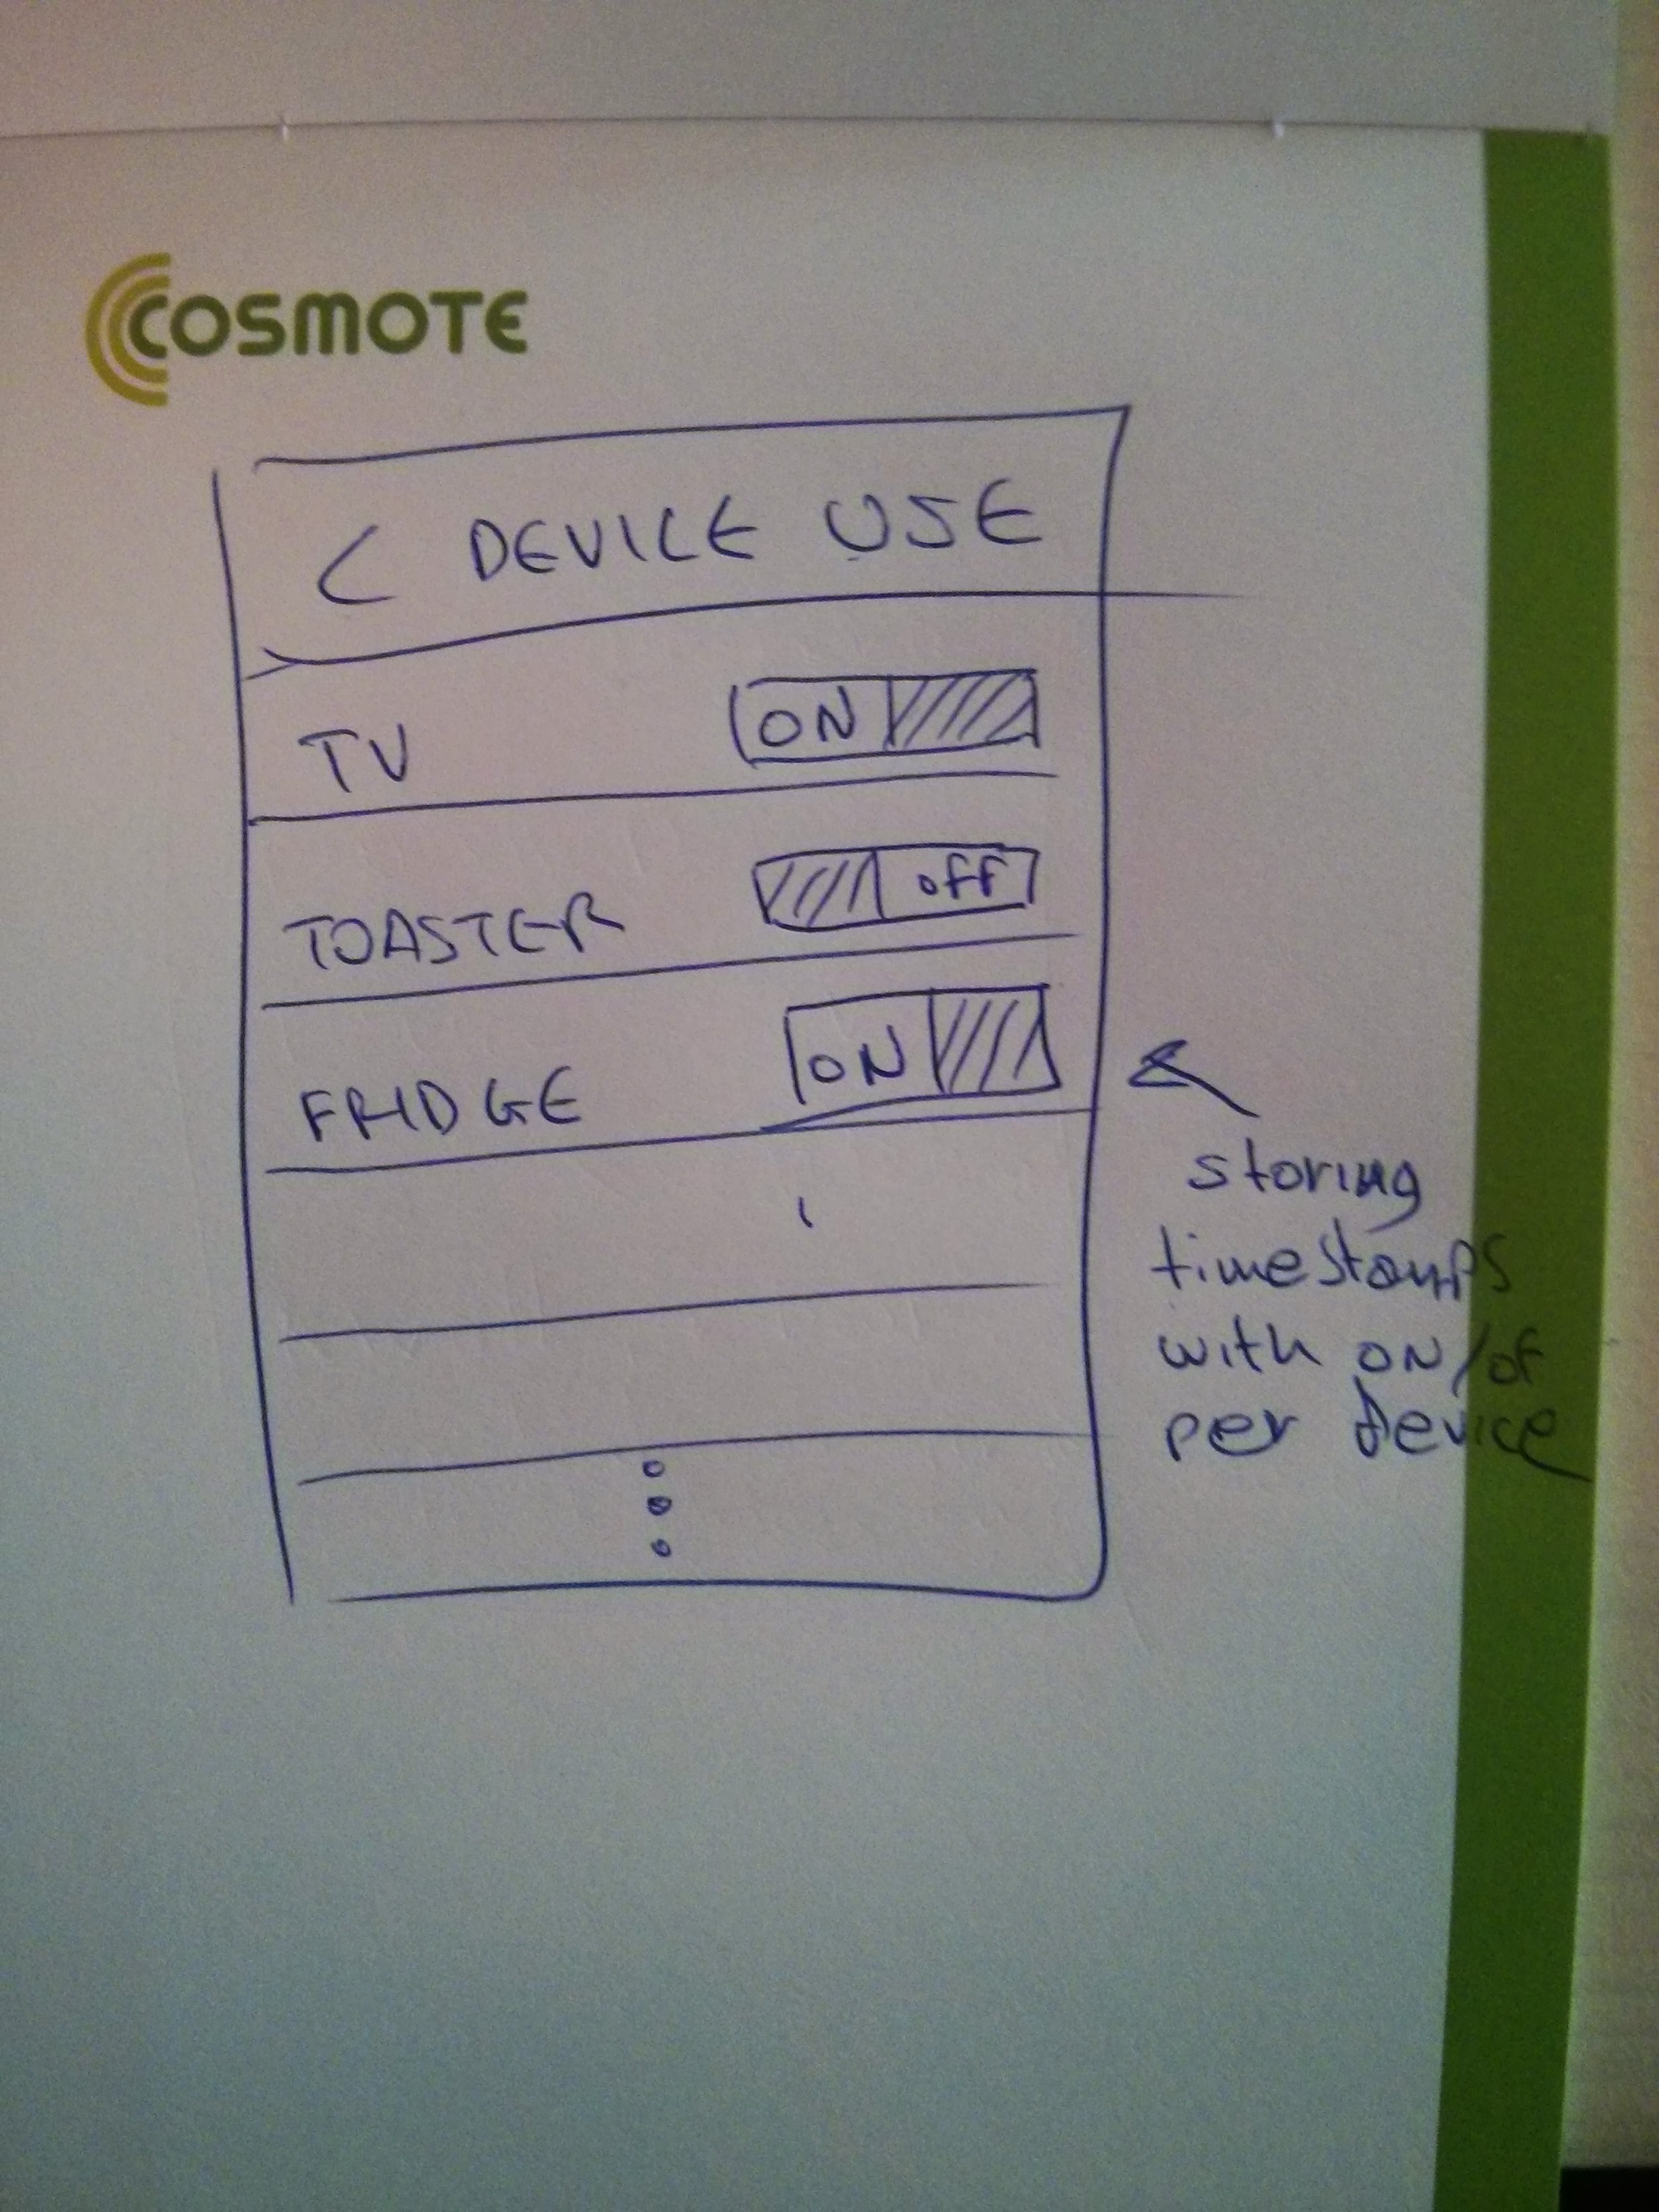 COSMOTE
< DEVICE USE
TV ON
TOASTER OFF
FRIDGE ON
storing
timestamps
with ON/OF
per Device